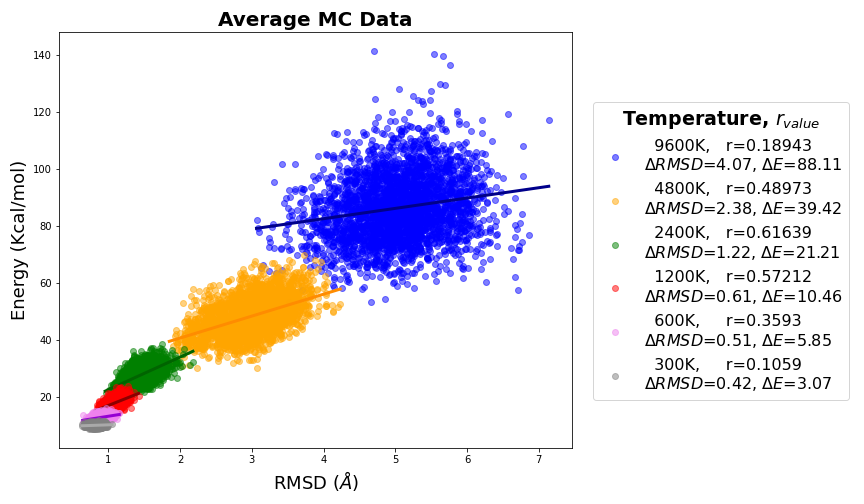 Average MC Data
Energy (Kcal/mol)
140
120
100
80
60
40
20
1 2 3 4 5 6 7
RMSD (Å)
Temperature, r_value
9600K, r=0.18943
ΔRMSD=4.07, ΔE=88.11
4800K, r=0.48973
ΔRMSD=2.38, ΔE=39.42
2400K, r=0.61639
ΔRMSD=1.22, ΔE=21.21
1200K, r=0.57212
ΔRMSD=0.61, ΔE=10.46
600K, r=0.3593
ΔRMSD=0.51, ΔE=5.85
300K, r=0.1059
ΔRMSD=0.42, ΔE=3.07